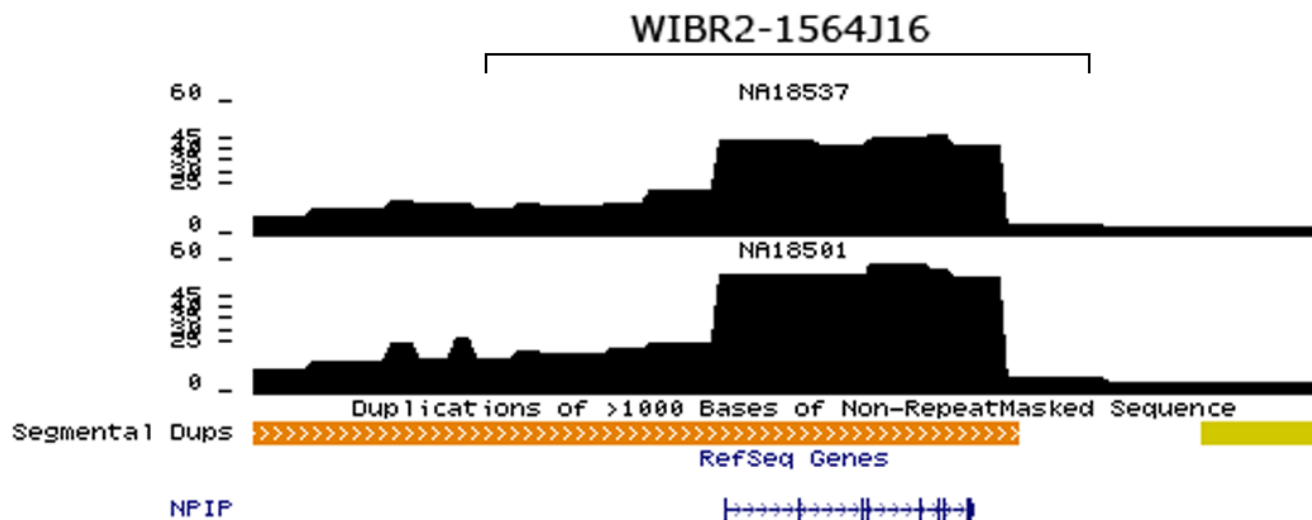 WIBR2-1564J16
NA18537
60
45
0
NA18501
60
45
0
Duplications of >1000 Bases of Non-RepeatMasked Sequence
Segmental Dups
RefSeq Genes
NPIP